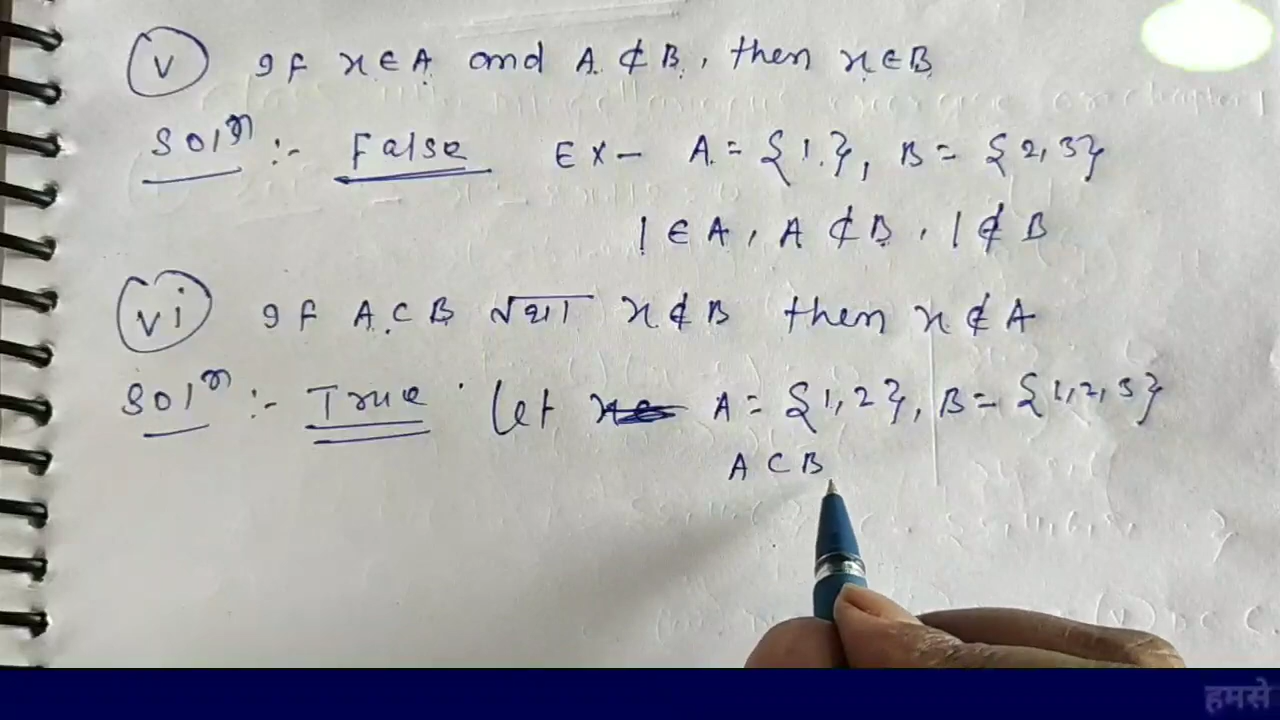 (v) If x ∈ A and A ⊄ B, then x ∈ B
Solⁿ :- False Ex - A = {1}, B = {2, 3}
1 ∈ A, A ⊄ B, 1 ∉ B
(vi) If A ⊂ B तथा x ∉ B then x ∉ A
Solⁿ :- True. Let A = {1, 2}, B = {1, 2, 3}
A ⊂ B
हमसे